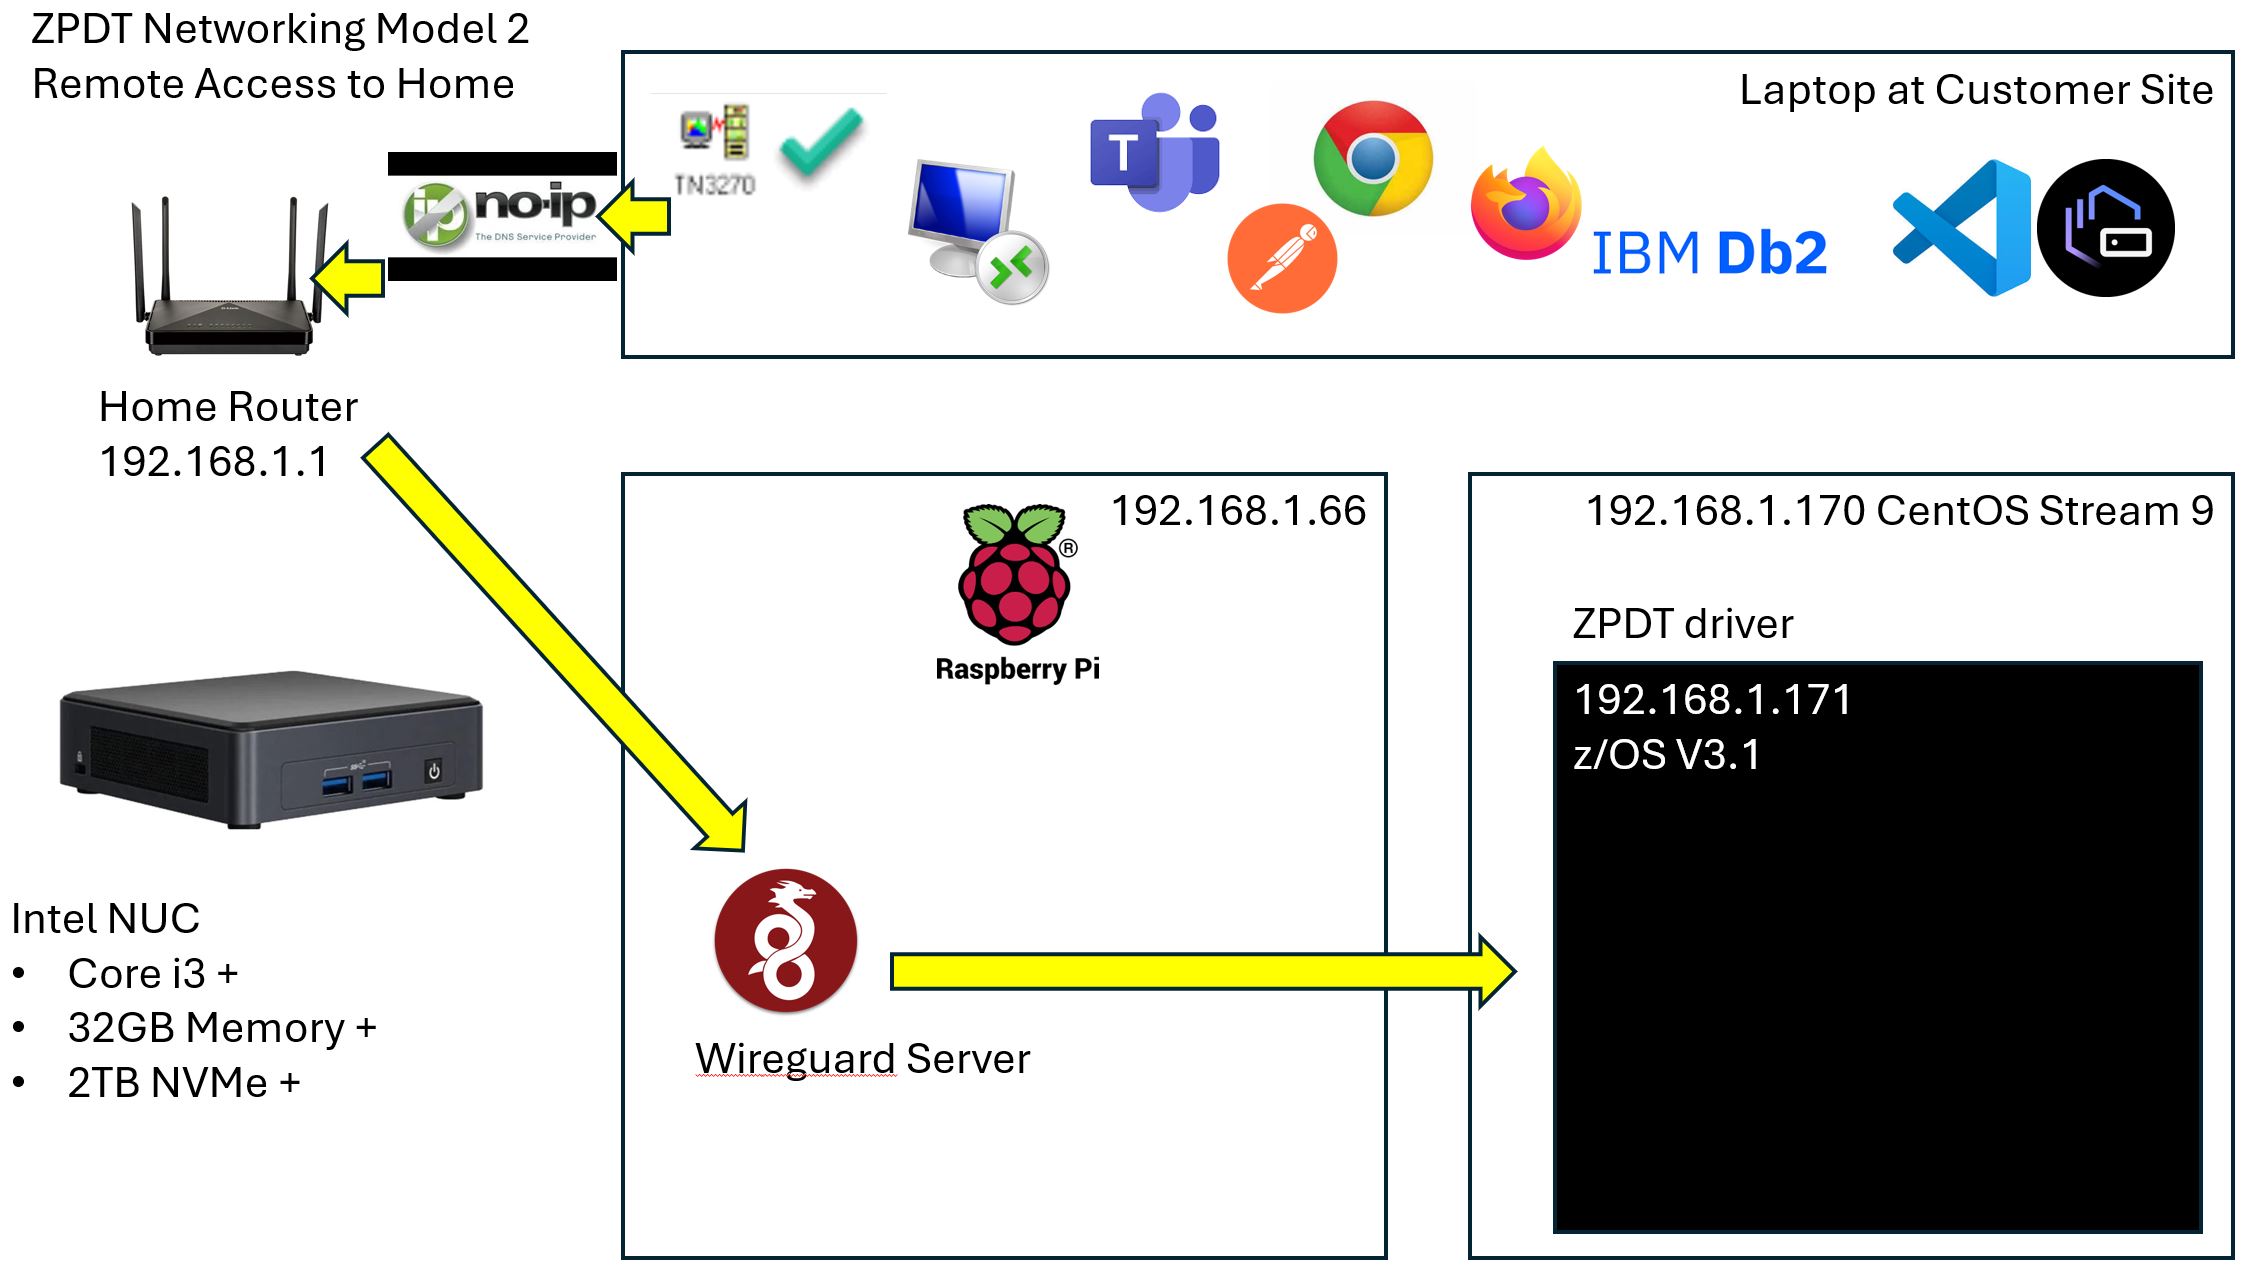 ZPDT Networking Model 2
Remote Access to Home
Laptop at Customer Site
TN3270
no-ip
The DNS Service Provider
T
IBM Db2
Home Router
192.168.1.1
192.168.1.66
Raspberry Pi
®
192.168.1.170 CentOS Stream 9
ZPDT driver
192.168.1.171
z/OS V3.1
Intel NUC
• Core i3 +
• 32GB Memory +
• 2TB NVMe +
Wireguard Server